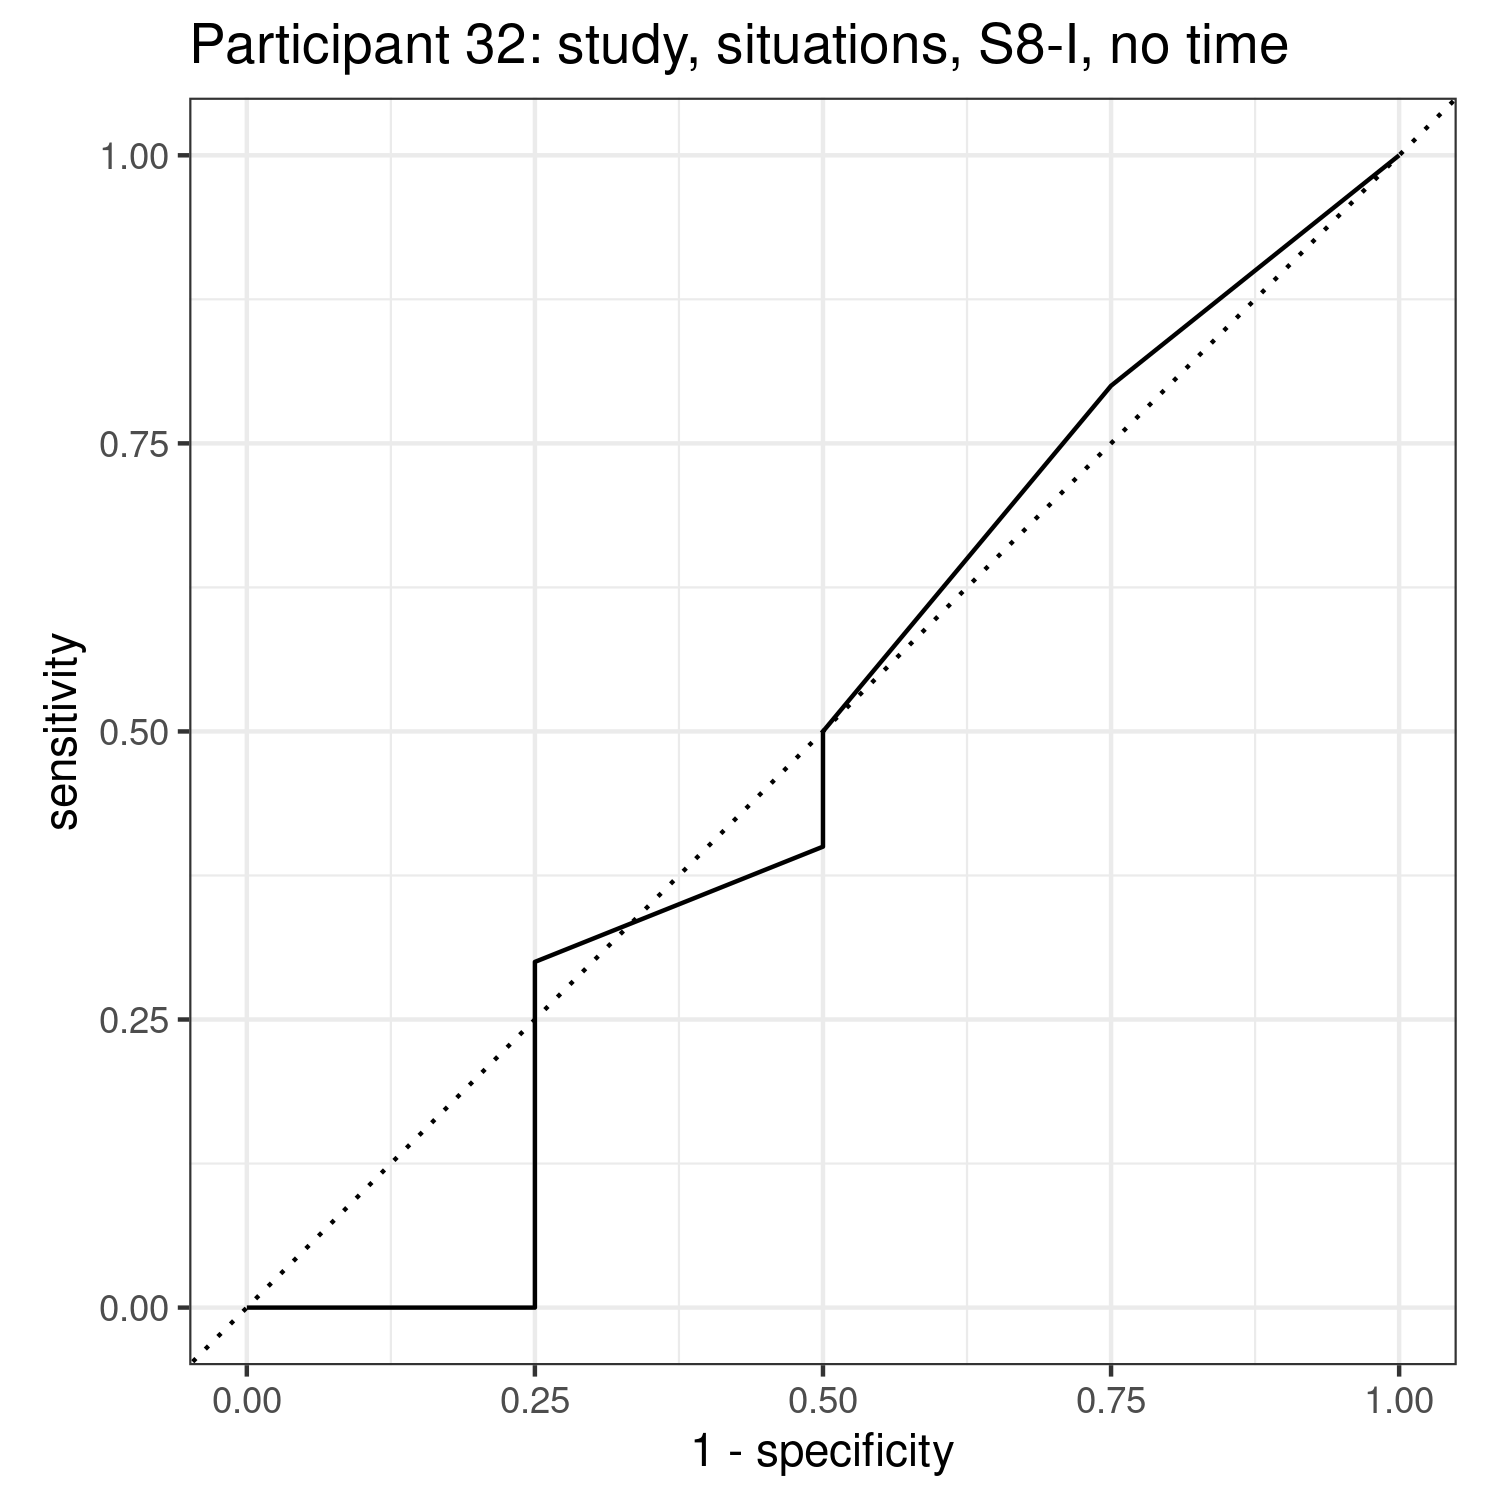 Participant 32: study, situations, S8-I, no time
1.00
0.75
0.50
0.25
0.00
sensitivity
0.00 0.25 0.50 0.75 1.00
1 - specificity